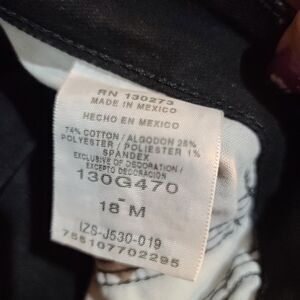 RN 130273
MADE IN MEXICO
HECHO EN MEXICO
74% COTTON / ALGODON 25%
POLYESTER / POLIESTER 1%
SPANDEX
EXCLUSIVE OF DECORATION/
EXCEPTO DECORACION
130G470
-
18 M
IZS-J530-019
755107702295